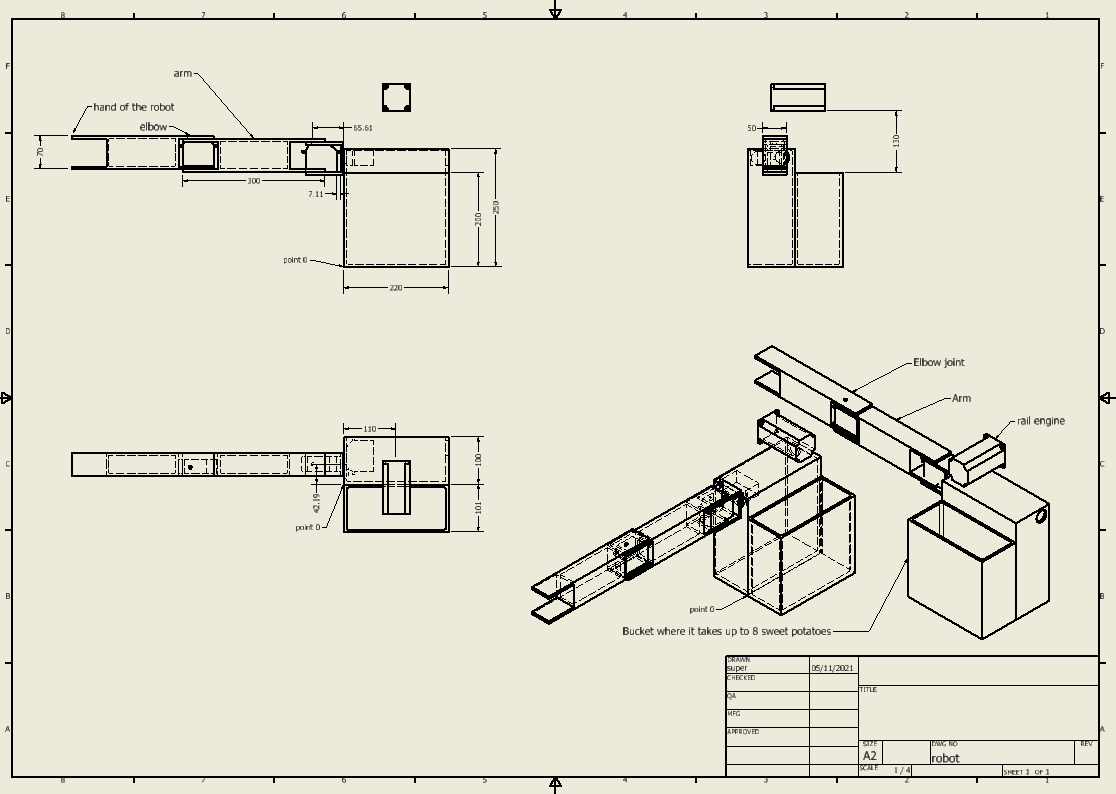 8 7 6 5 4 3 2 1
F F
arm
hand of the robot
elbow
65.61
50
130
70
300
7.11
200
250
E E
point 0
220
D D
Elbow joint
Arm
rail engine
110
100
C C
42.19
101
point 0
B B
point 0
Bucket where it takes up to 8 sweet potatoes
DRAWN
super 05/11/2021
CHECKED
TITLE
QA
MFG
A A
APPROVED
SIZE DWG NO REV
A2 robot
SCALE 1 / 4 SHEET 1 OF 1
8 7 6 5 4 3 2 1